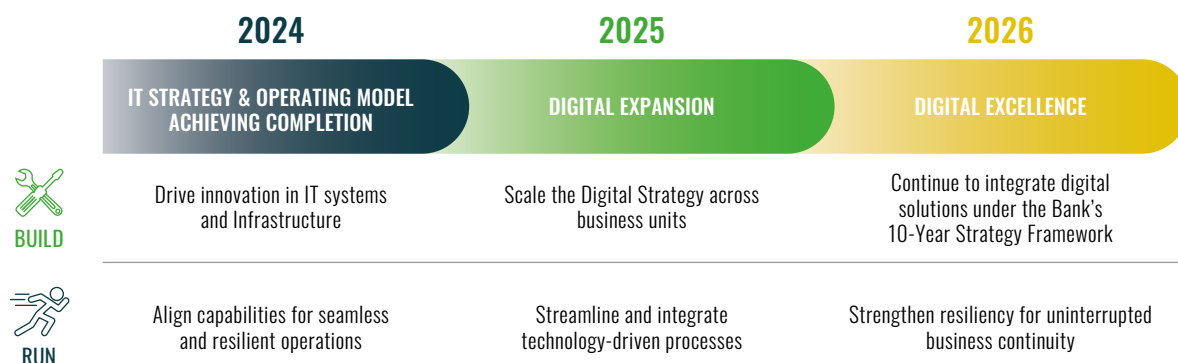 2024
2025
2026
IT STRATEGY & OPERATING MODEL
ACHIEVING COMPLETION
DIGITAL EXPANSION
DIGITAL EXCELLENCE
BUILD
Drive innovation in IT systems
and Infrastructure
Scale the Digital Strategy across
business units
Continue to integrate digital
solutions under the Bank's
10-Year Strategy Framework
RUN
Align capabilities for seamless
and resilient operations
Streamline and integrate
technology-driven processes
Strengthen resiliency for uninterrupted
business continuity